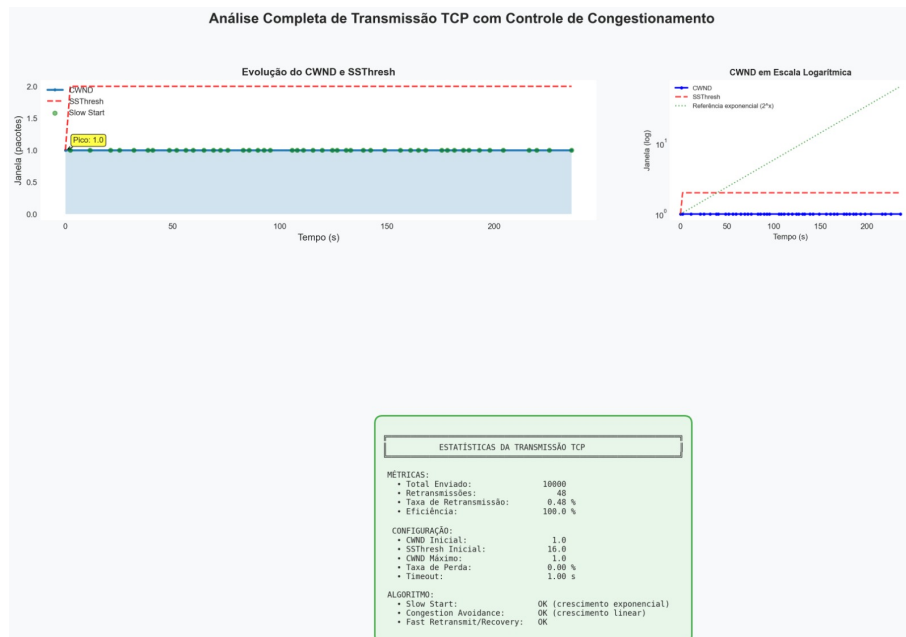 Análise Completa de Transmissão TCP com Controle de Congestionamento
Evolução do CWND e SSThresh
2.0
1.5
1.0
0.5
0.0
Janela (pacotes)
CWND
SSThresh
Slow Start
Pico: 1.0
0 50 100 150 200
Tempo (s)
CWND em Escala Logarítmica
CWND
SSThresh
Referência exponencial (2^x)
Janela (log)
10^1
10^0
0 50 100 150 200
Tempo (s)
ESTATÍSTICAS DA TRANSMISSÃO TCP
MÉTRICAS:
• Total Enviado: 10000
• Retransmissões: 48
• Taxa de Retransmissão: 0.48 %
• Eficiência: 100.0 %
CONFIGURAÇÃO:
• CWND Inicial: 1.0
• SSThresh Inicial: 16.0
• CWND Máximo: 1.0
• Taxa de Perda: 0.00 %
• Timeout: 1.00 s
ALGORITMO:
• Slow Start: OK (crescimento exponencial)
• Congestion Avoidance: OK (crescimento linear)
• Fast Retransmit/Recovery: OK